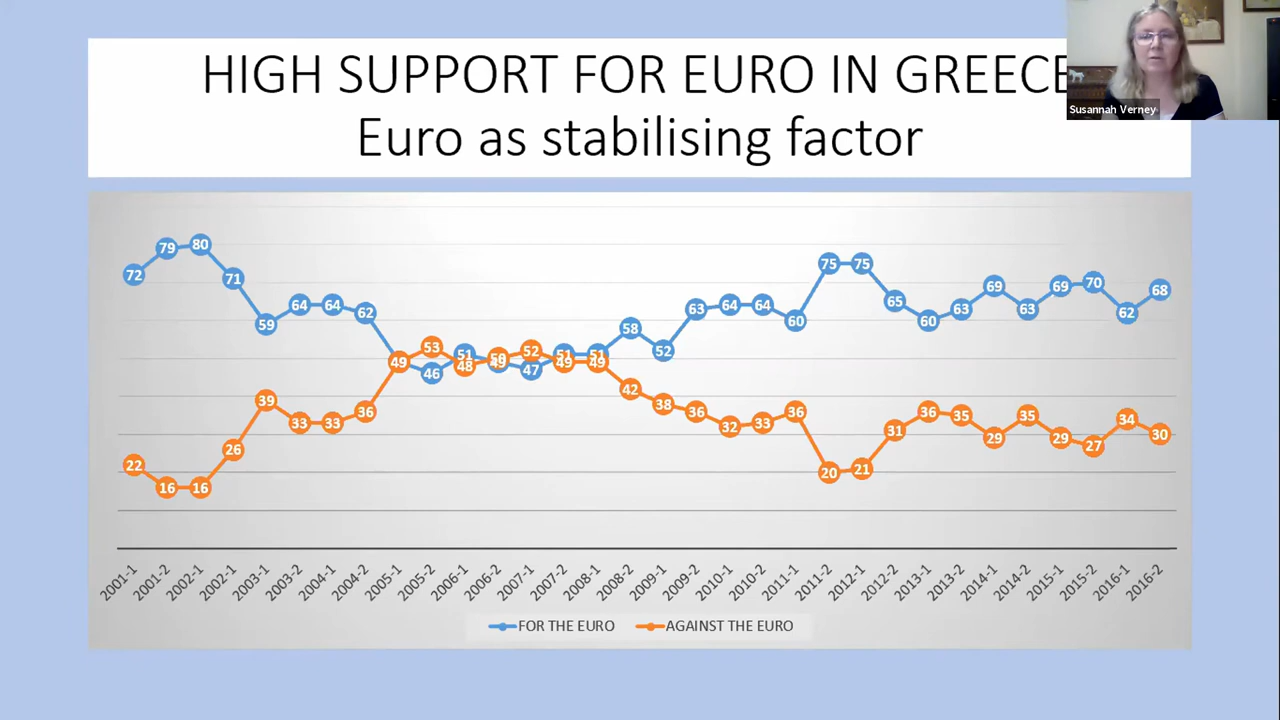 HIGH SUPPORT FOR EURO IN GREECE
Euro as stabilising factor
Susannah Verney
72 79 80 71 59 64 64 62 49 46 51 49 47 51 51 58 52 63 64 64 60 75 75 65 60 63 69 63 69 70 62 68
22 16 16 26 39 33 33 36 49 53 48 50 52 49 49 42 38 36 32 33 36 20 21 31 36 35 29 35 29 27 34 30
2001-1 2001-2 2002-1 2002-1 2003-1 2003-2 2004-1 2004-2 2005-1 2005-2 2006-1 2006-2 2007-1 2007-2 2008-1 2008-2 2009-1 2009-2 2010-1 2010-2 2011-1 2011-2 2012-1 2012-2 2013-1 2013-2 2014-1 2014-2 2015-1 2015-2 2016-1 2016-2
FOR THE EURO AGAINST THE EURO